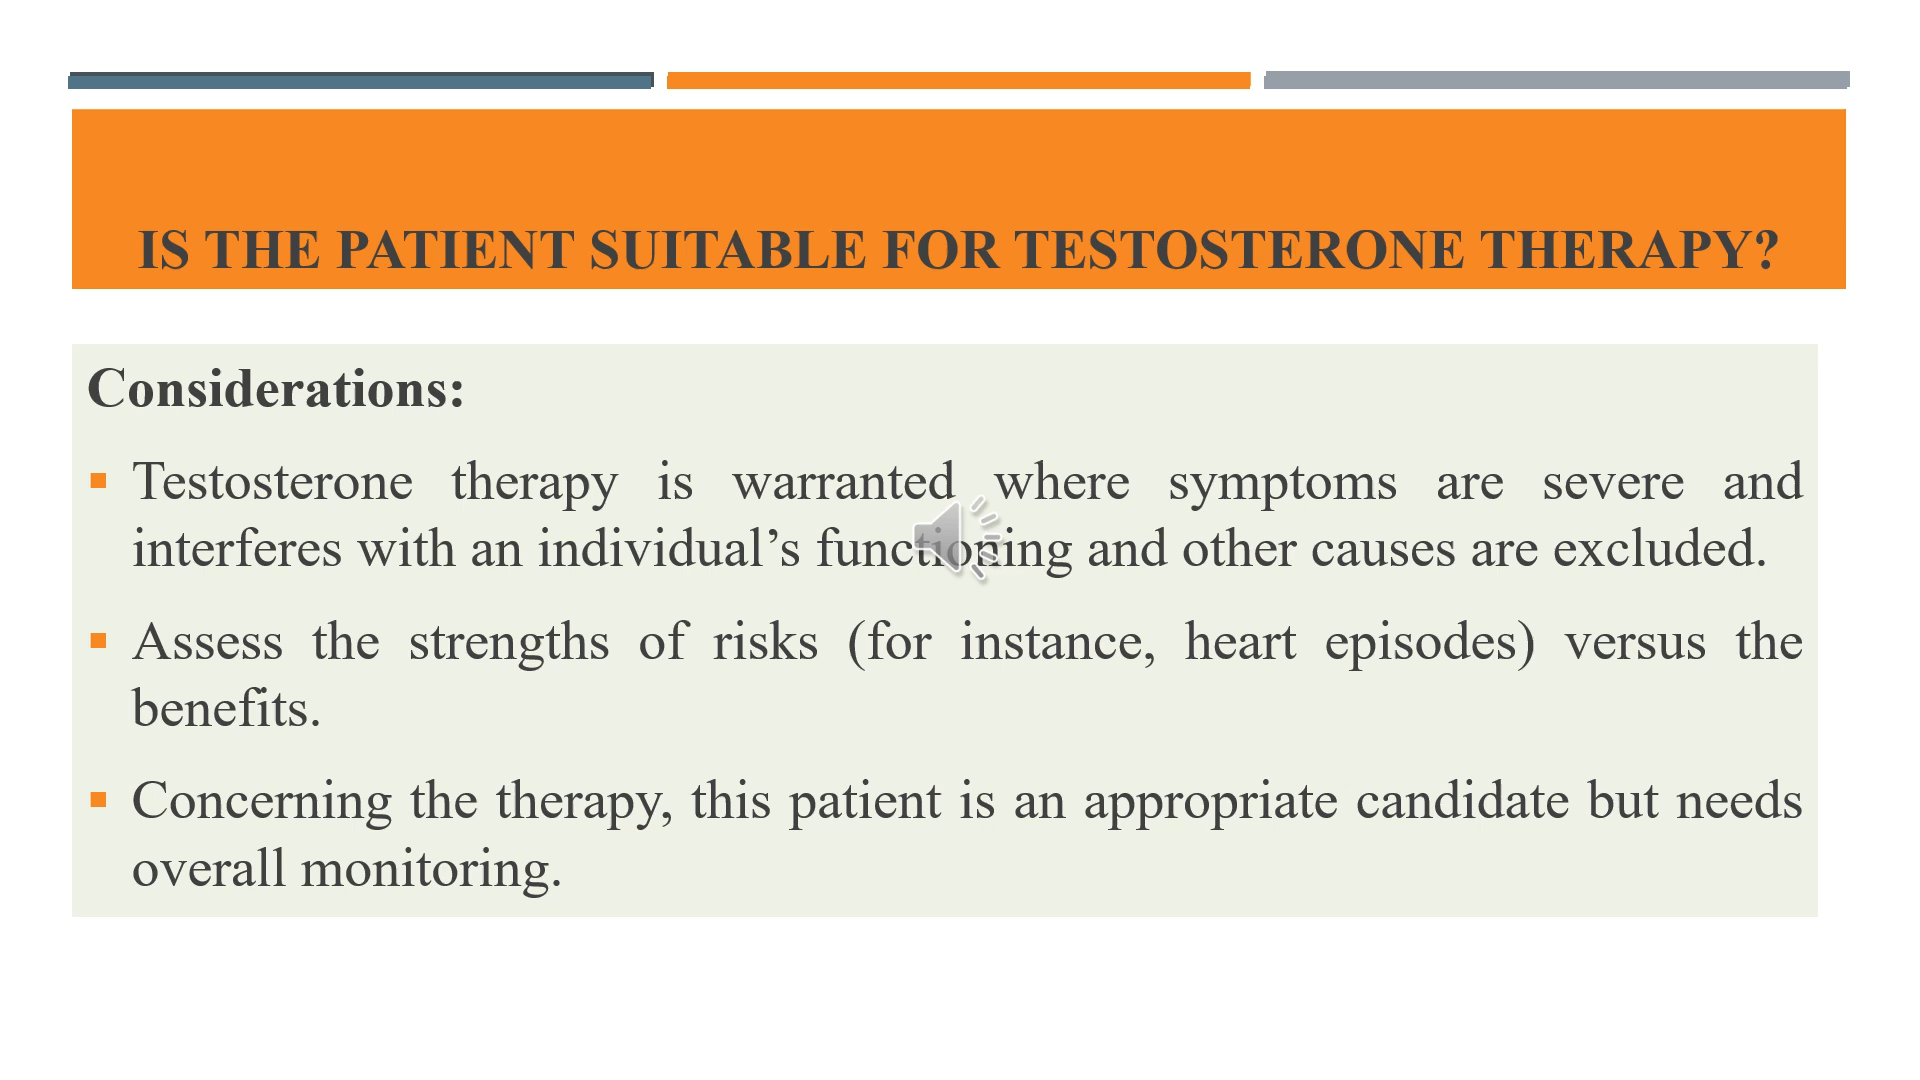 IS THE PATIENT SUITABLE FOR TESTOSTERONE THERAPY?
Considerations:
Testosterone therapy is warranted where symptoms are severe and
interferes with an individual’s functioning and other causes are excluded.
Assess the strengths of risks (for instance, heart episodes) versus the
benefits.
Concerning the therapy, this patient is an appropriate candidate but needs
overall monitoring.